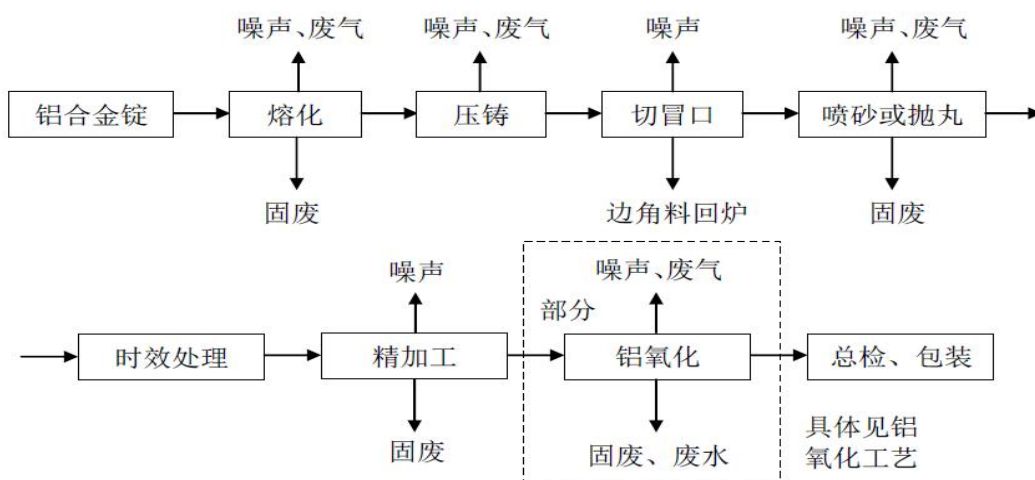 噪声、废气
噪声、废气
噪声
噪声、废气
铝合金锭
熔化
压铸
切冒口
喷砂或抛丸
固废
边角料回炉
固废
噪声
噪声、废气
部分
时效处理
精加工
铝氧化
总检、包装
固废
固废、废水
具体见铝
氧化工艺